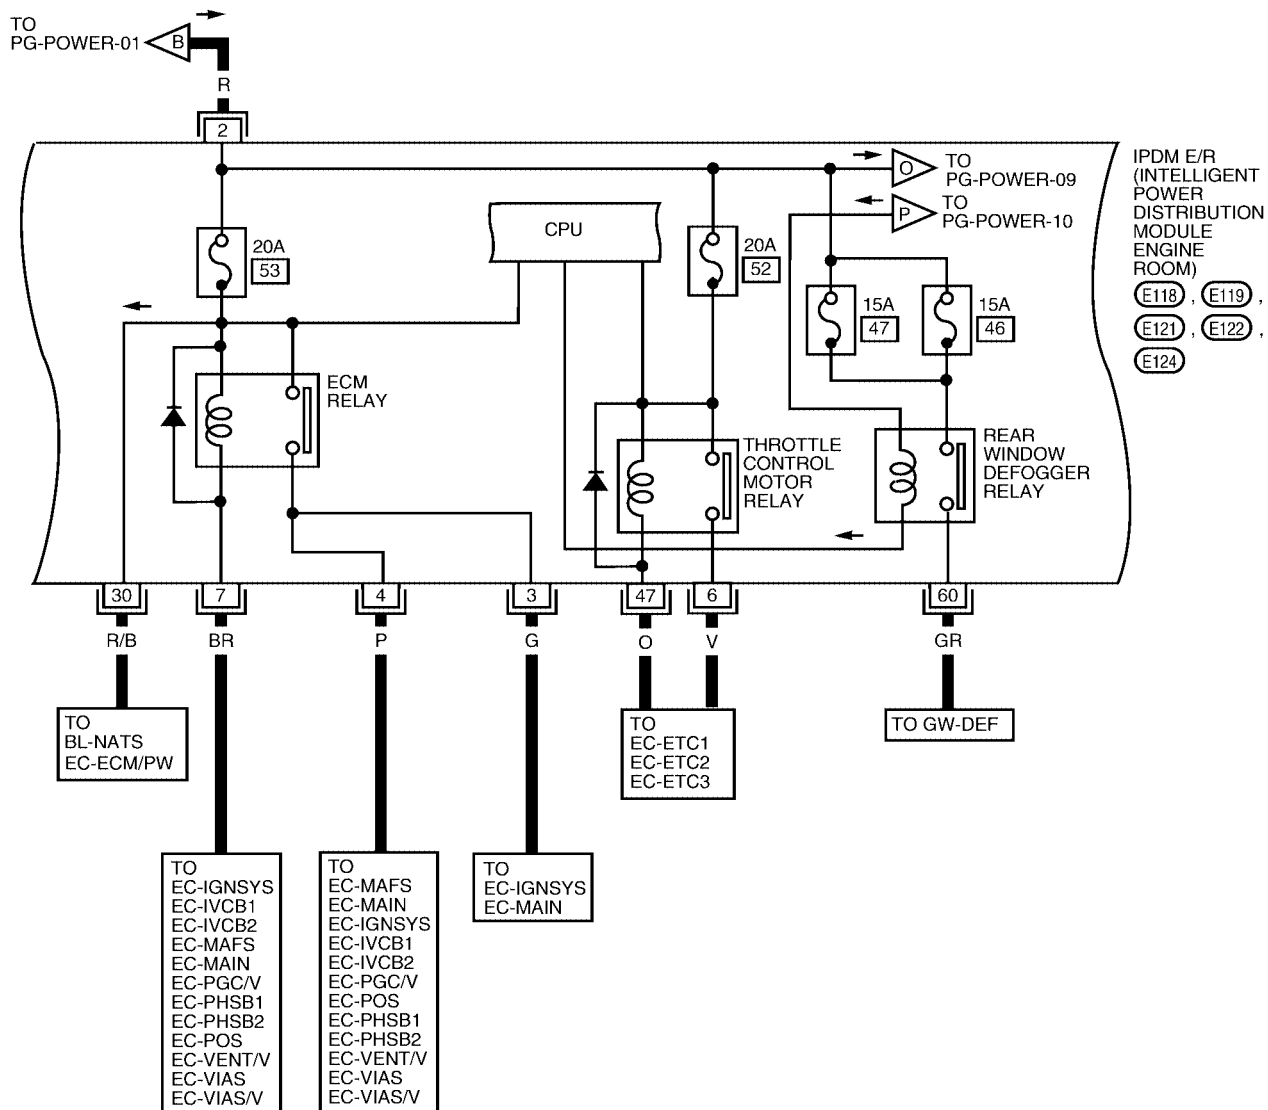 TO
PG-POWER-01
B
R
2
O
TO
PG-POWER-09
P
TO
PG-POWER-10
IPDM E/R
(INTELLIGENT
POWER
DISTRIBUTION
MODULE
ENGINE
ROOM)
E118 , E119 ,
E121 , E122 ,
E124
CPU
20A
53
20A
52
15A
47
15A
46
ECM
RELAY
THROTTLE
CONTROL
MOTOR
RELAY
REAR
WINDOW
DEFOGGER
RELAY
30
7
4
3
47
6
60
R/B
BR
P
G
O
V
GR
TO
BL-NATS
EC-ECM/PW
TO
EC-ETC1
EC-ETC2
EC-ETC3
TO GW-DEF
TO
EC-IGNSYS
EC-IVCB1
EC-IVCB2
EC-MAFS
EC-MAIN
EC-PGC/V
EC-PHSB1
EC-PHSB2
EC-POS
EC-VENT/V
EC-VIAS
EC-VIAS/V
TO
EC-MAFS
EC-MAIN
EC-IGNSYS
EC-IVCB1
EC-IVCB2
EC-PGC/V
EC-POS
EC-PHSB1
EC-PHSB2
EC-VENT/V
EC-VIAS
EC-VIAS/V
TO
EC-IGNSYS
EC-MAIN